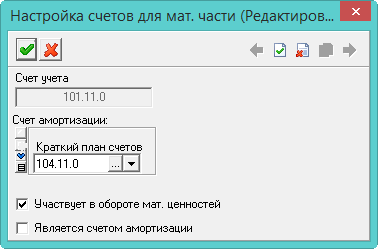 Настройка счетов для мат. части (Редактиров...
Счет учета
101.11.0
Счет амортизации:
Краткий план счетов
104.11.0 ...
Участвует в обороте мат. ценностей
Является счетом амортизации